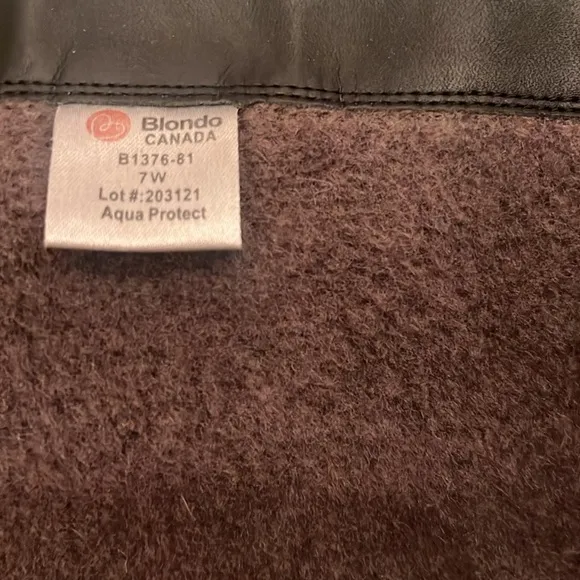 Blondo
CANADA
B1376-81
7W
Lot #:203121
Aqua Protect